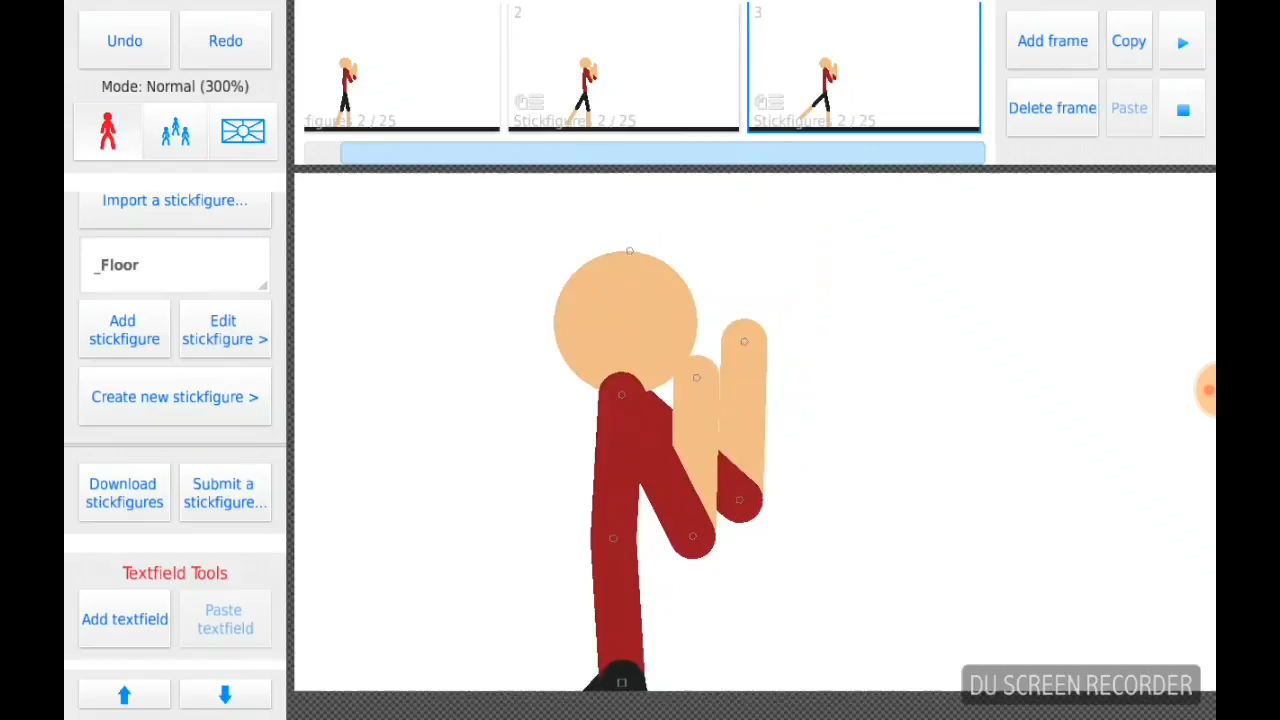 Undo
Redo
Mode: Normal (300%)
Import a stickfigure...
_Floor
Add
stickfigure
Edit
stickfigure >
Create new stickfigure >
Download
stickfigures
Submit a
stickfigure...
Textfield Tools
Add textfield
Paste
textfield
figures 2 / 25
2
Stickfigures 2 / 25
3
Stickfigures 2 / 25
Add frame
Copy
Delete frame
Paste
DU SCREEN RECORDER